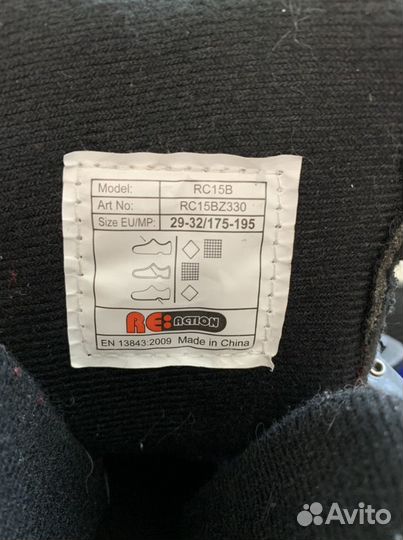 Model: RC15B
Art No: RC15BZ330
Size EU/MP: 29-32/175-195
RE:ACTION
EN 13843:2009 Made in China
Avito